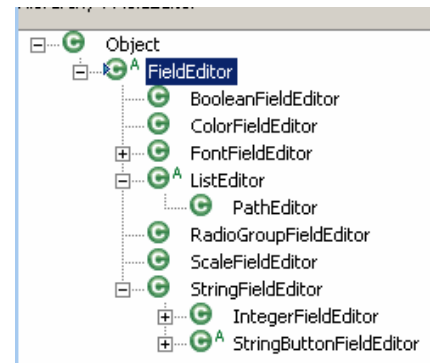 Object
A FieldEditor
BooleanFieldEditor
ColorFieldEditor
FontFieldEditor
A ListEditor
PathEditor
RadioGroupFieldEditor
ScaleFieldEditor
StringFieldEditor
IntegerFieldEditor
A StringButtonFieldEditor